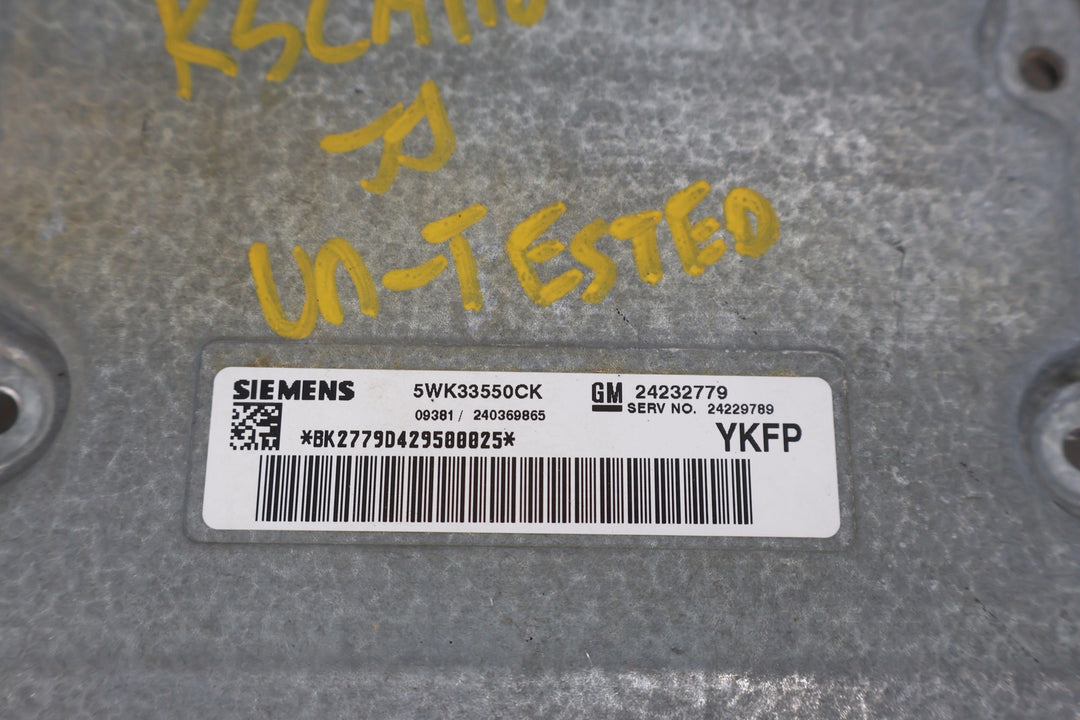 UN-TESTED
SIEMENS 5WK33550CK GM 24232779
09381 / 240369865 SERV NO. 24229789
*BK2779D429500025* YKFP